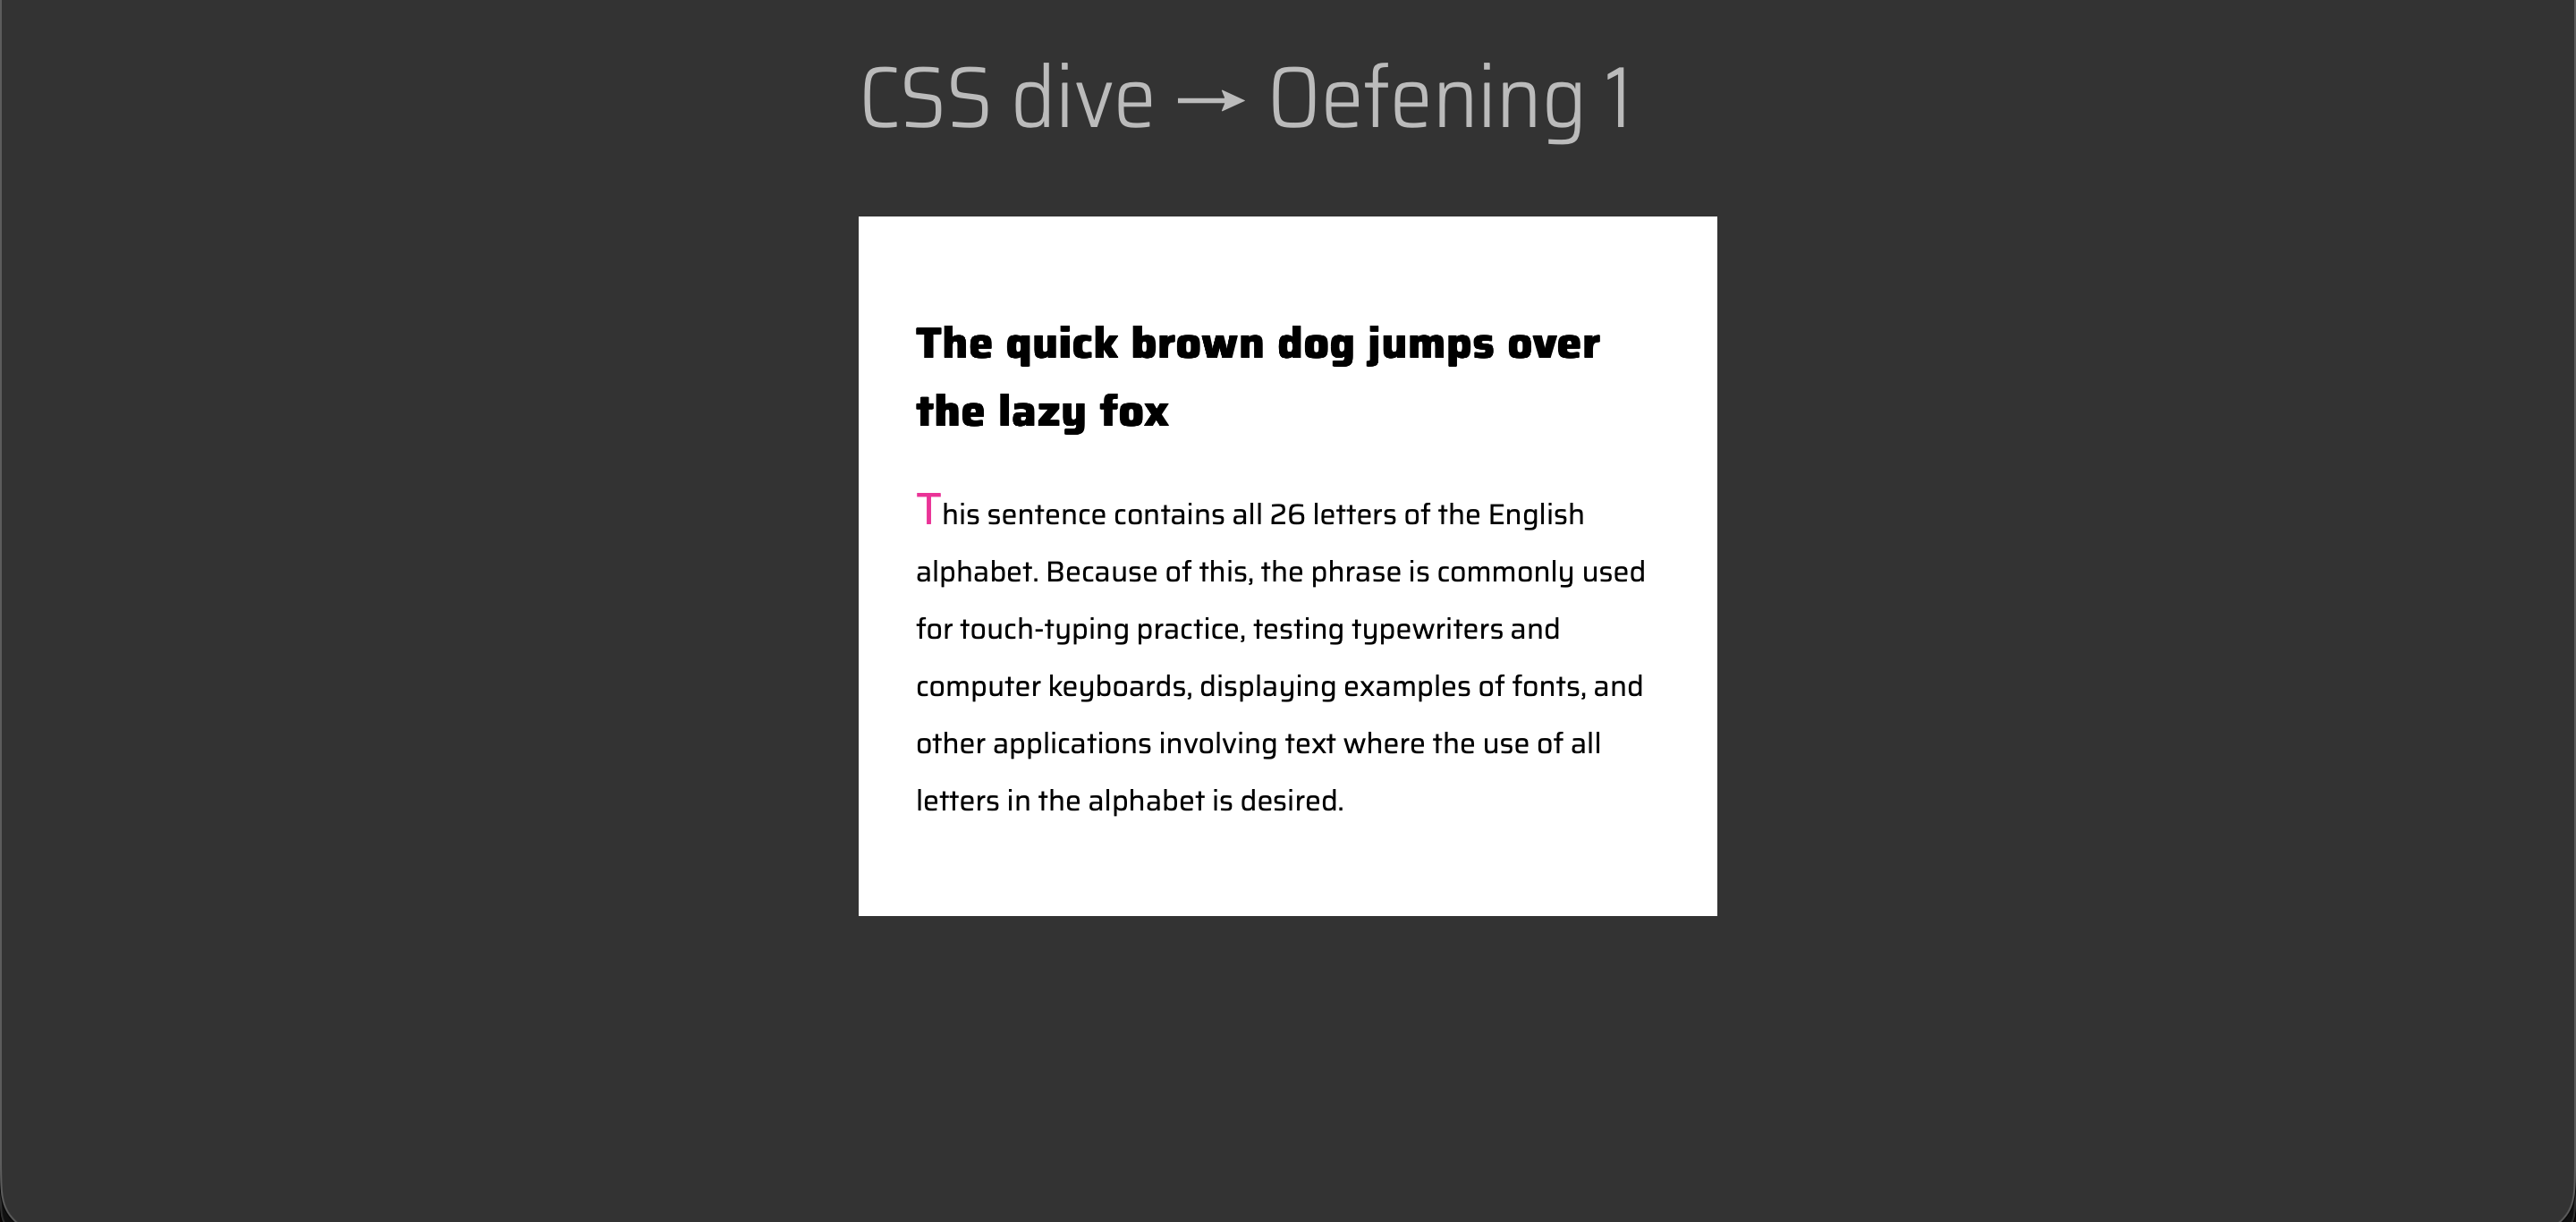 CSS dive → Oefening 1
The quick brown dog jumps over
the lazy fox
This sentence contains all 26 letters of the English
alphabet. Because of this, the phrase is commonly used
for touch-typing practice, testing typewriters and
computer keyboards, displaying examples of fonts, and
other applications involving text where the use of all
letters in the alphabet is desired.